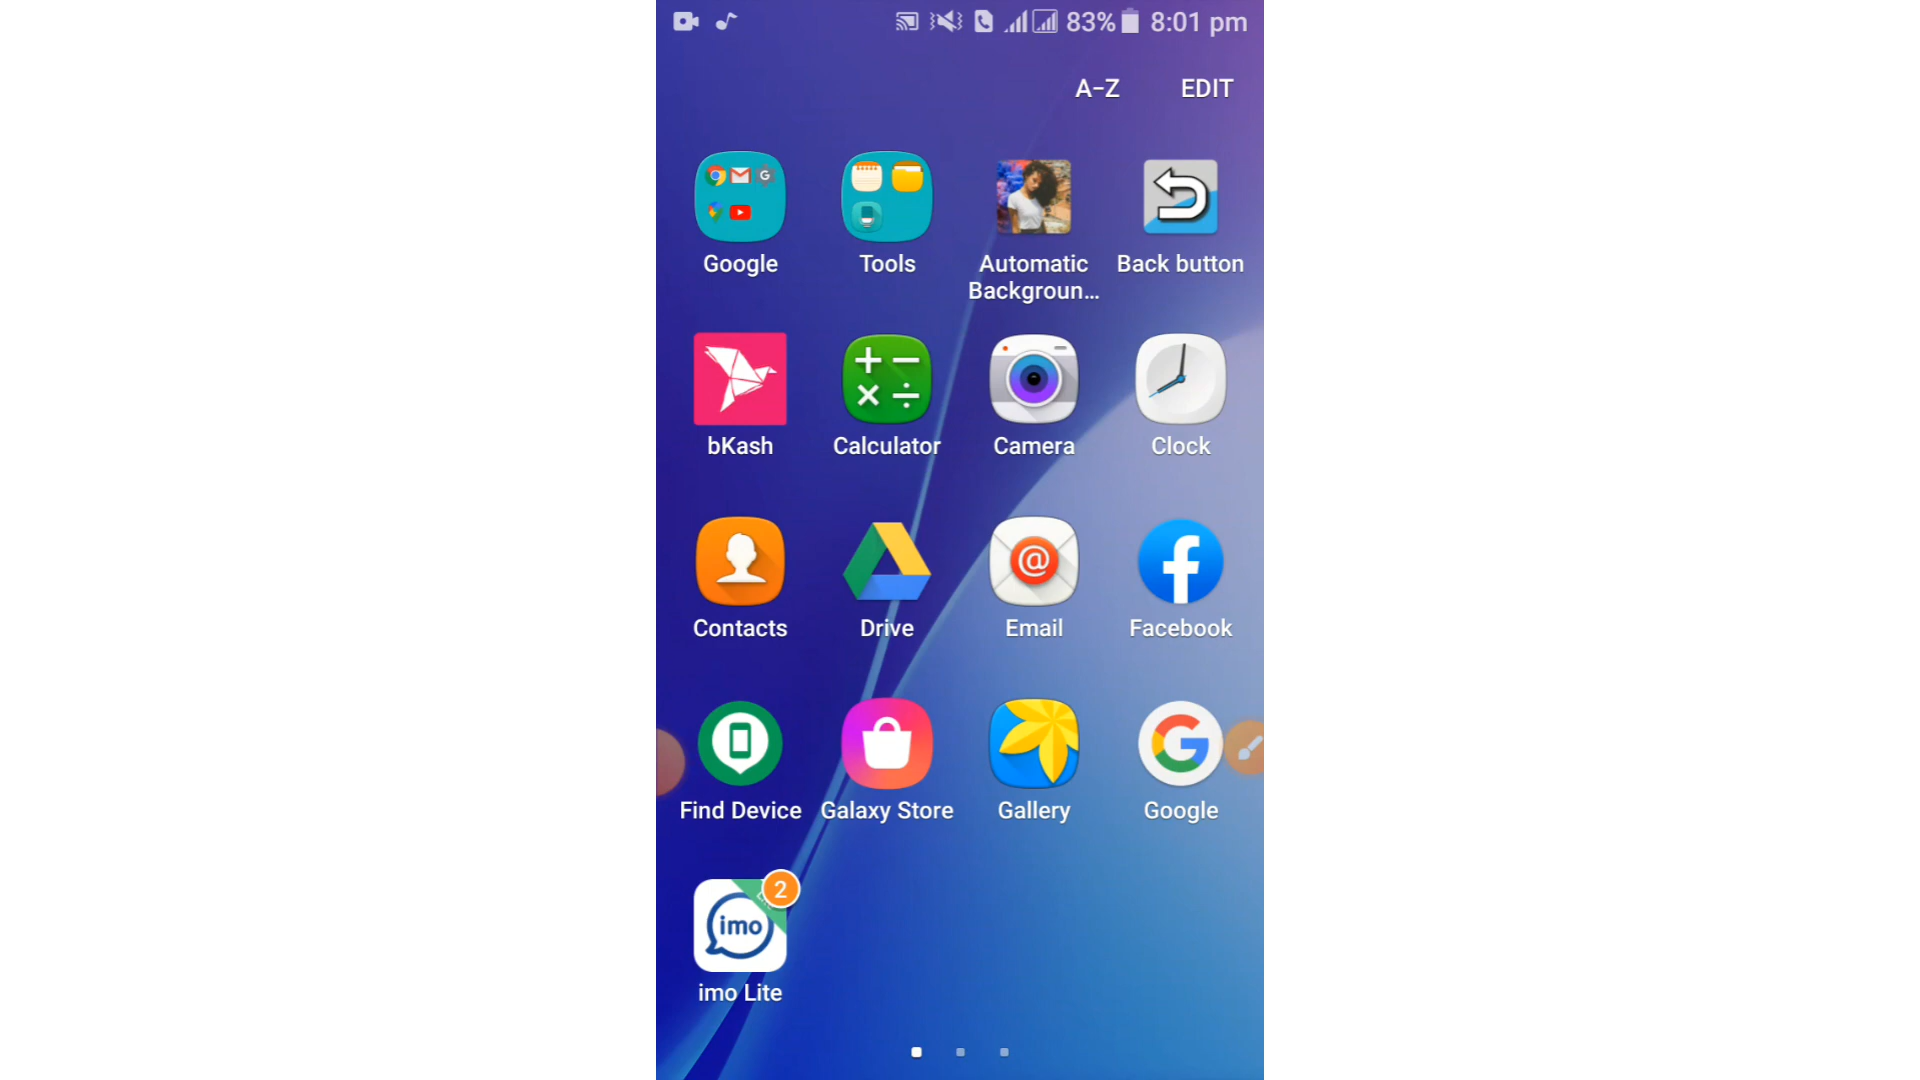 83% 8:01 pm
A-Z EDIT
Google Tools Automatic Backgroun... Back button
bKash Calculator Camera Clock
Contacts Drive Email Facebook
Find Device Galaxy Store Gallery Google
2
imo
imo Lite